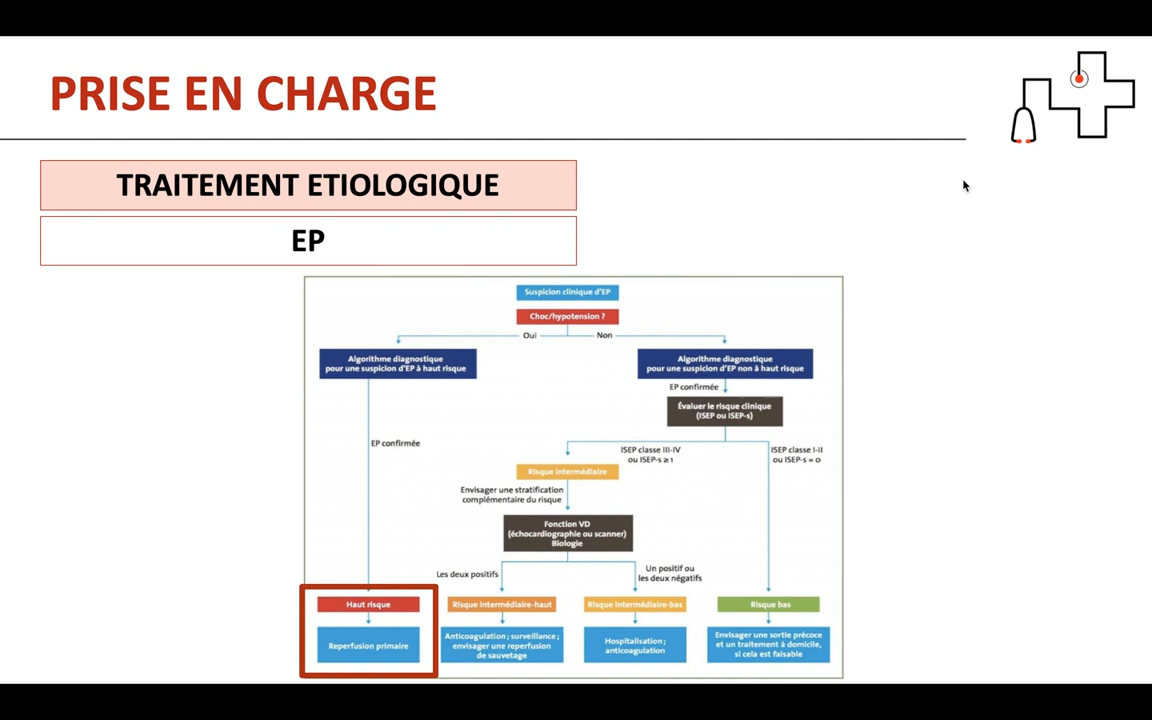 PRISE EN CHARGE
TRAITEMENT ETIOLOGIQUE
EP
Suspicion clinique d'EP
Choc/hypotension ?
Oui
Non
Algorithme diagnostique
pour une suspicion d'EP à haut risque
Algorithme diagnostique
pour une suspicion d'EP non à haut risque
EP confirmée
Évaluer le risque clinique
(ISEP ou ISEP-s)
EP confirmée
ISEP classe III-IV
ou ISEP-s ≥ 1
ISEP classe I-II
ou ISEP-s = 0
Risque intermédiaire
Envisager une stratification
complémentaire du risque
Fonction VD
(échocardiographie ou scanner)
Biologie
Les deux positifs
Un positif ou
les deux négatifs
Haut risque
Risque intermédiaire-haut
Risque intermédiaire-bas
Risque bas
Reperfusion primaire
Anticoagulation ; surveillance ;
envisager une reperfusion
de sauvetage
Hospitalisation ;
anticoagulation
Envisager une sortie précoce
et un traitement à domicile,
si cela est faisable